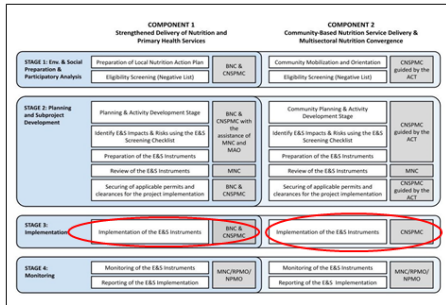 COMPONENT 1
Strengthened Delivery of Nutrition and
Primary Health Services
COMPONENT 2
Community-Based Nutrition Service Delivery &
Multisectoral Nutrition Convergence
STAGE 1: Env. & Social
Preparation &
Participatory Analysis
Preparation of Local Nutrition Action Plan
Eligibility Screening (Negative List)
BNC &
CNSPMC
Community Mobilization and Orientation
Eligibility Screening (Negative List)
CNSPMC
guided by the
ACT
STAGE 2: Planning
and Subproject
Development
Planning & Activity Development Stage
Identify E&S Impacts & Risks using the E&S
Screening Checklist
Preparation of the E&S Instruments
BNC &
CNSPMC with
the assistance
of MNC and
MAO
Review of the E&S Instruments
MNC
Securing of applicable permits and
clearances for the project implementation
BNC &
CNSPMC
Community Planning & Activity
Development Stage
Identify E&S Impacts & Risks using the E&S
Screening Checklist
Preparation of the E&S Instruments
CNSPMC
guided by the
ACT
Review of the E&S Instruments
MNC
Securing of applicable permits and
clearances for the project implementation
CNSPMC
guided by the
ACT
STAGE 3:
Implementation
Implementation of the E&S Instruments
BNC &
CNSPMC
Implementation of the E&S Instruments
CNSPMC
STAGE 4:
Monitoring
Monitoring of the E&S Instruments
Reporting of the E&S Implementation
MNC/RPMO/
NPMO
Monitoring of the E&S Instruments
Reporting of the E&S Implementation
MNC/RPMO/
NPMO